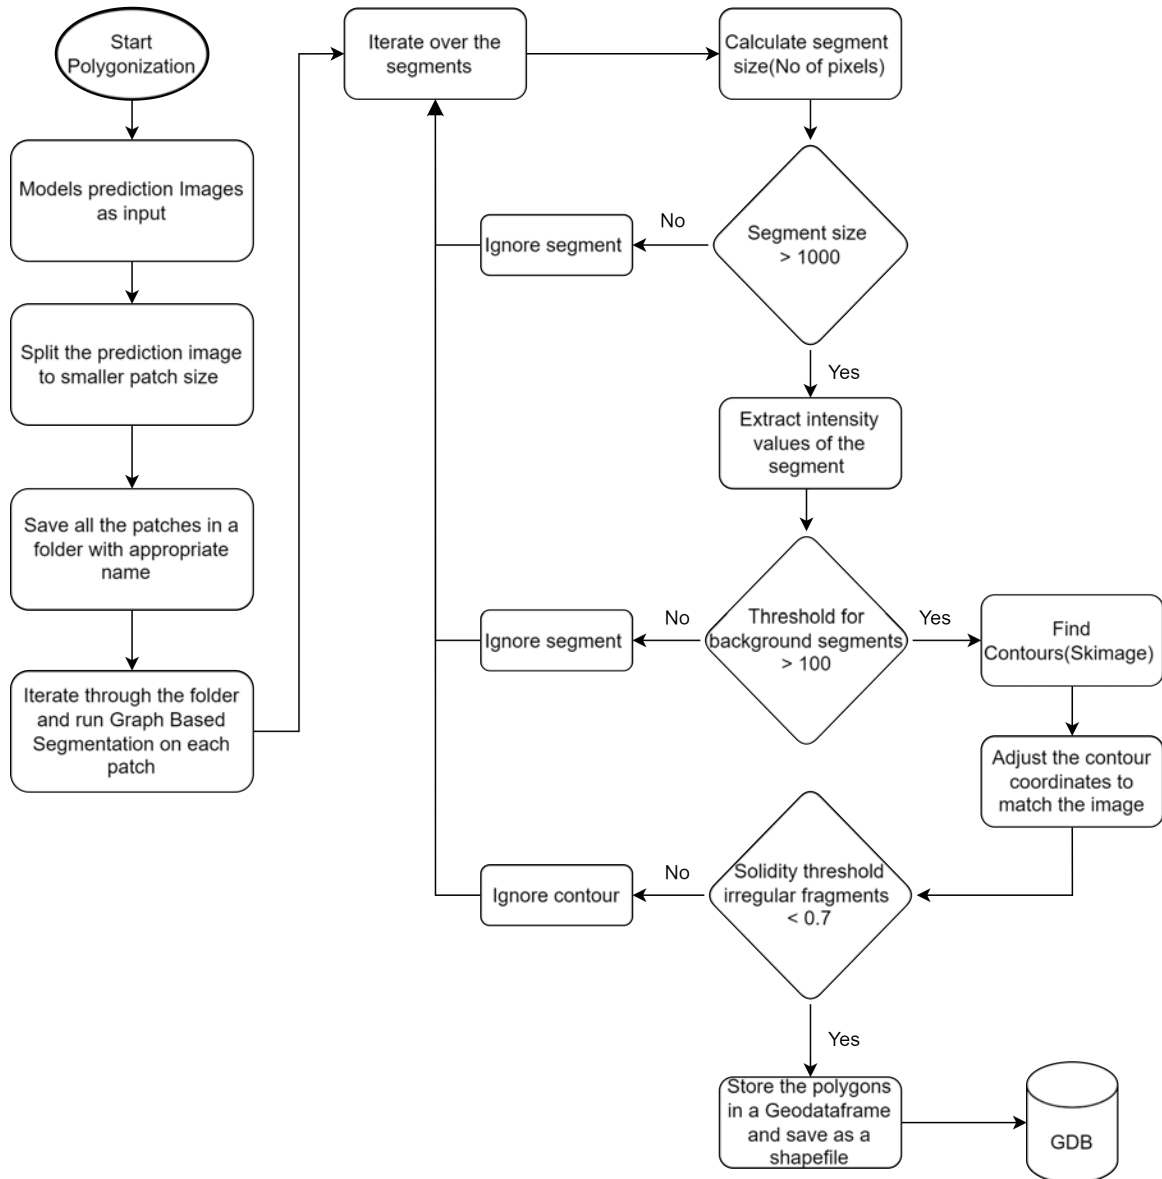 Start
Polygonization
Models prediction Images
as input
Split the prediction image
to smaller patch size
Save all the patches in a
folder with appropriate
name
Iterate through the folder
and run Graph Based
Segmentation on each
patch
Iterate over the
segments
Calculate segment
size(No of pixels)
Segment size
> 1000
No
Ignore segment
Yes
Extract intensity
values of the
segment
Threshold for
background segments
> 100
No
Ignore segment
Yes
Find
Contours(Skimage)
Adjust the contour
coordinates to
match the image
Solidity threshold
irregular fragments
< 0.7
No
Ignore contour
Yes
Store the polygons
in a Geodataframe
and save as a
shapefile
GDB